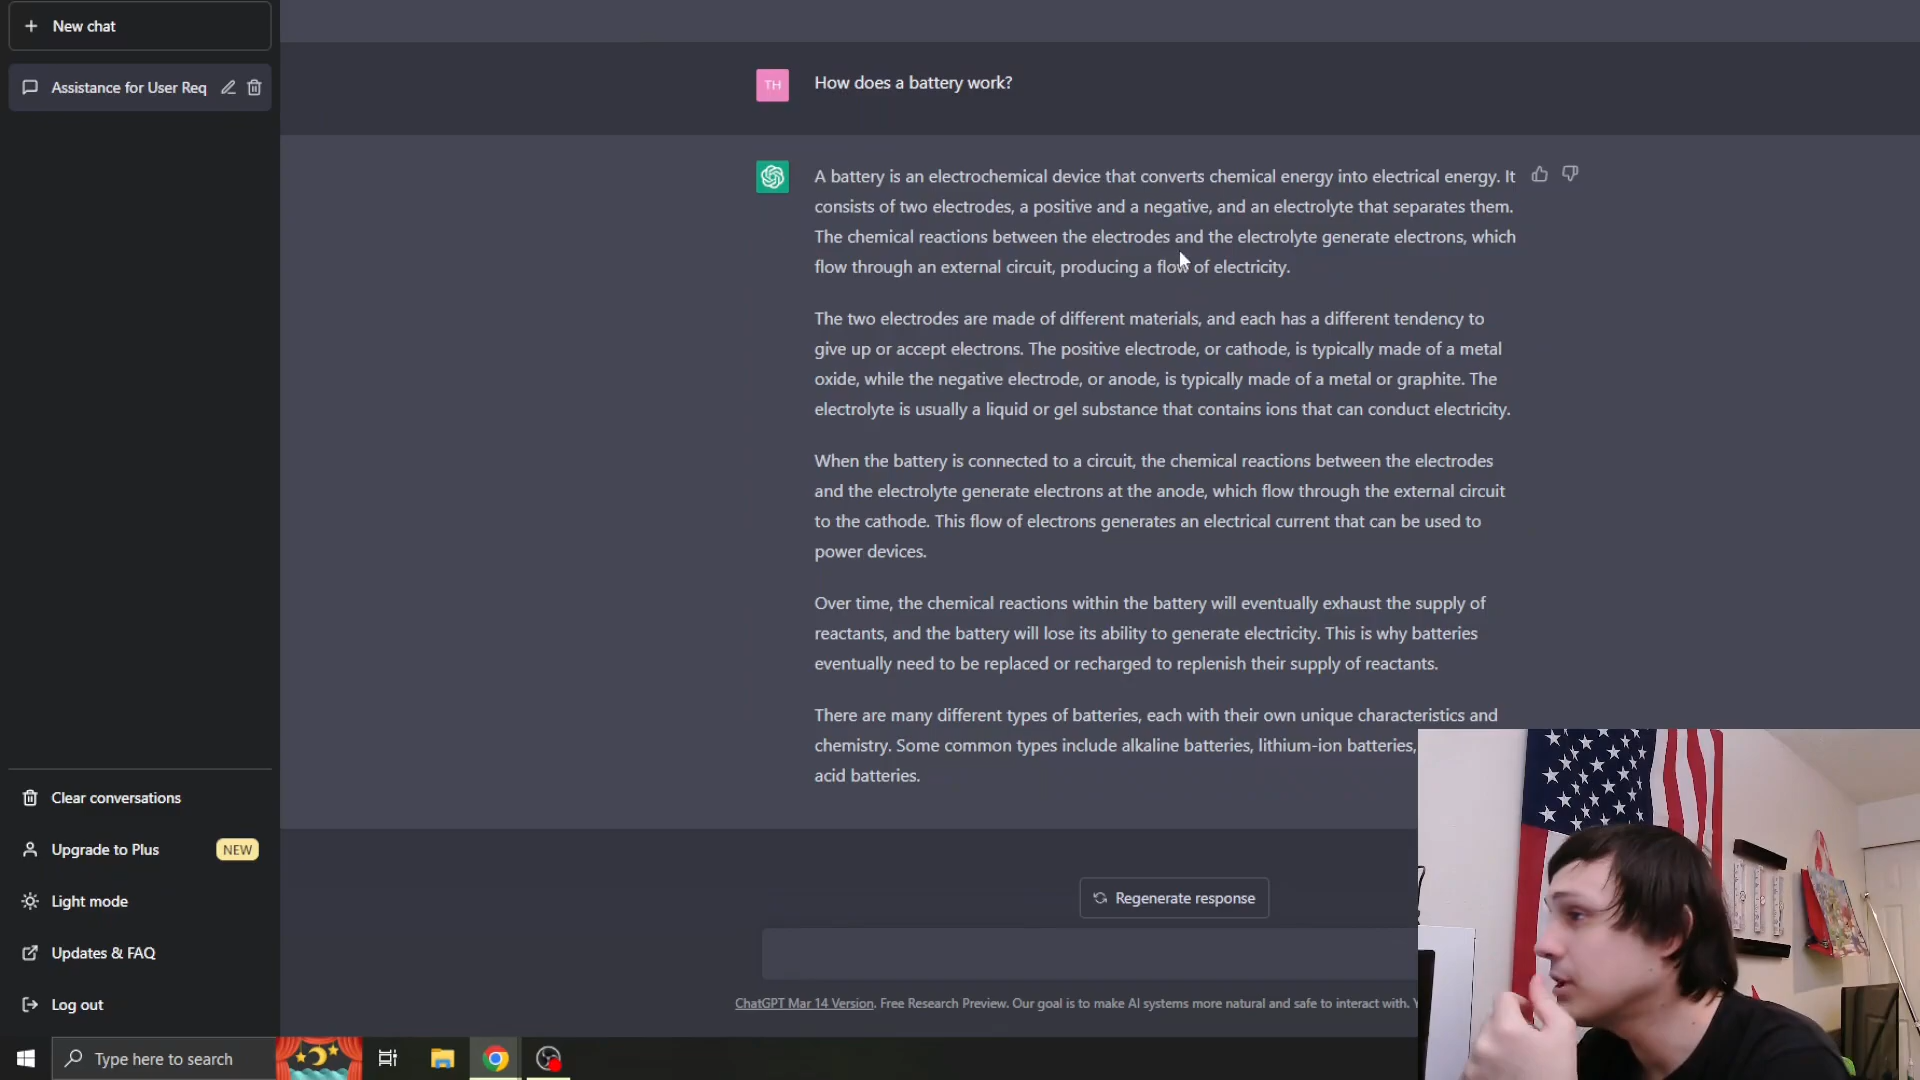 New chat
Assistance for User Req
TH
How does a battery work?
A battery is an electrochemical device that converts chemical energy into electrical energy. It
consists of two electrodes, a positive and a negative, and an electrolyte that separates them.
The chemical reactions between the electrodes and the electrolyte generate electrons, which
flow through an external circuit, producing a flow of electricity.
The two electrodes are made of different materials, and each has a different tendency to
give up or accept electrons. The positive electrode, or cathode, is typically made of a metal
oxide, while the negative electrode, or anode, is typically made of a metal or graphite. The
electrolyte is usually a liquid or gel substance that contains ions that can conduct electricity.
When the battery is connected to a circuit, the chemical reactions between the electrodes
and the electrolyte generate electrons at the anode, which flow through the external circuit
to the cathode. This flow of electrons generates an electrical current that can be used to
power devices.
Over time, the chemical reactions within the battery will eventually exhaust the supply of
reactants, and the battery will lose its ability to generate electricity. This is why batteries
eventually need to be replaced or recharged to replenish their supply of reactants.
There are many different types of batteries, each with their own unique characteristics and
chemistry. Some common types include alkaline batteries, lithium-ion batteries,
acid batteries.
Regenerate response
ChatGPT Mar 14 Version. Free Research Preview. Our goal is to make AI systems more natural and safe to interact with.
Clear conversations
Upgrade to Plus NEW
Light mode
Updates & FAQ
Log out
Type here to search